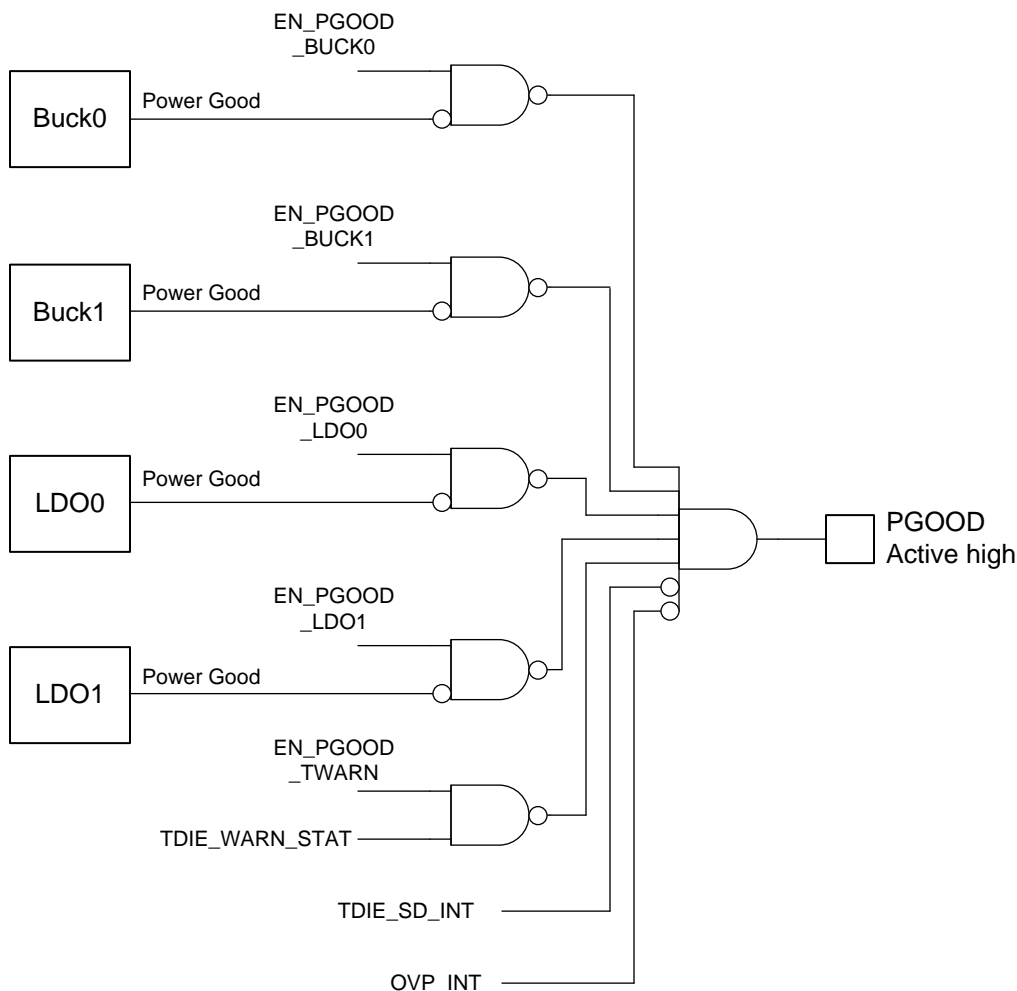 EN_PGOOD
_BUCK0
Buck0
Power Good
EN_PGOOD
_BUCK1
Buck1
Power Good
EN_PGOOD
_LDO0
LDO0
Power Good
PGOOD
Active high
EN_PGOOD
_LDO1
LDO1
Power Good
EN_PGOOD
_TWARN
TDIE_WARN_STAT
TDIE_SD_INT
OVP_INT